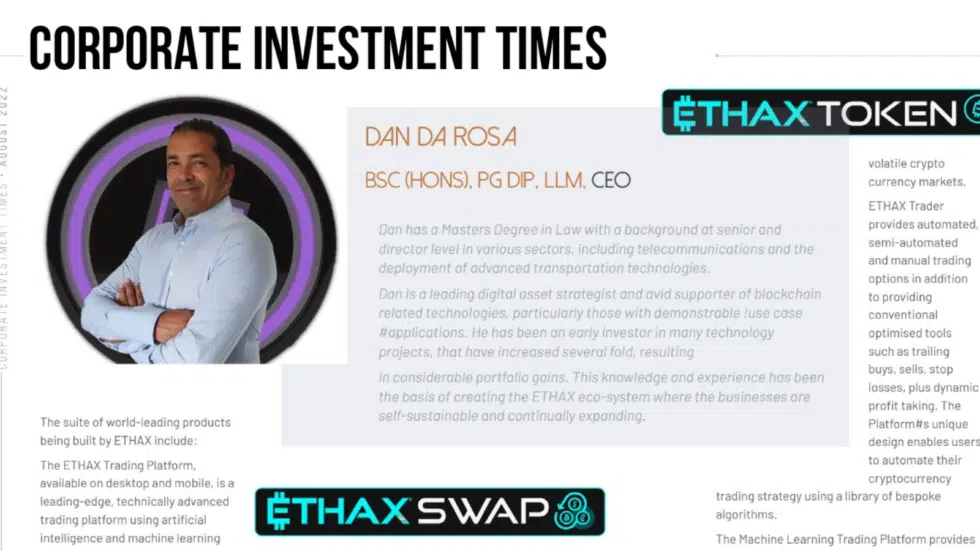 CORPORATE INVESTMENT TIMES
CORPORATE INVESTMENT TIMES • AUGUST 2022
DAN DA ROSA
BSC (HONS), PG DIP, LLM, CEO
Dan has a Masters Degree in Law with a background at senior and
director level in various sectors, including telecommunications and the
deployment of advanced transportation technologies.
Dan is a leading digital asset strategist and avid supporter of blockchain
related technologies, particularly those with demonstrable !use case
#applications. He has been an early investor in many technology
projects, that have increased several fold, resulting
in considerable portfolio gains. This knowledge and experience has been
the basis of creating the ETHAX eco-system where the businesses are
self-sustainable and continually expanding.
The suite of world-leading products
being built by ETHAX include:
The ETHAX Trading Platform,
available on desktop and mobile, is a
leading-edge, technically advanced
trading platform using artificial
intelligence and machine learning
ETHAX SWAP
ETHAX TOKEN
volatile crypto
currency markets.
ETHAX Trader
provides automated,
semi-automated
and manual trading
options in addition
to providing
conventional
optimised tools
such as trailing
buys, sells, stop
losses, plus dynamic
profit taking. The
Platform#s unique
design enables users
to automate their
cryptocurrency
trading strategy using a library of bespoke
algorithms.
The Machine Learning Trading Platform provides